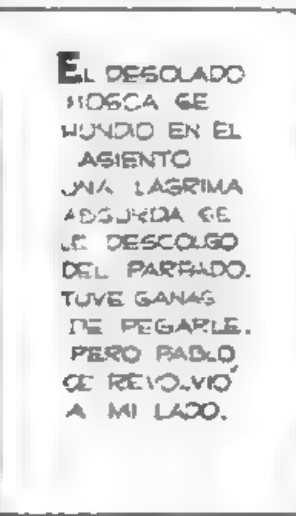 EL DESOLADO
MOSCA SE
HUNDIO EN EL
ASIENTO
UNA LAGRIMA
ABSURDA SE
LE DESCOLGO
DEL PARPADO.
TUVE GANAS
DE PEGARLE.
PERO PABLO
SE REVOLVIÓ
A MI LADO.